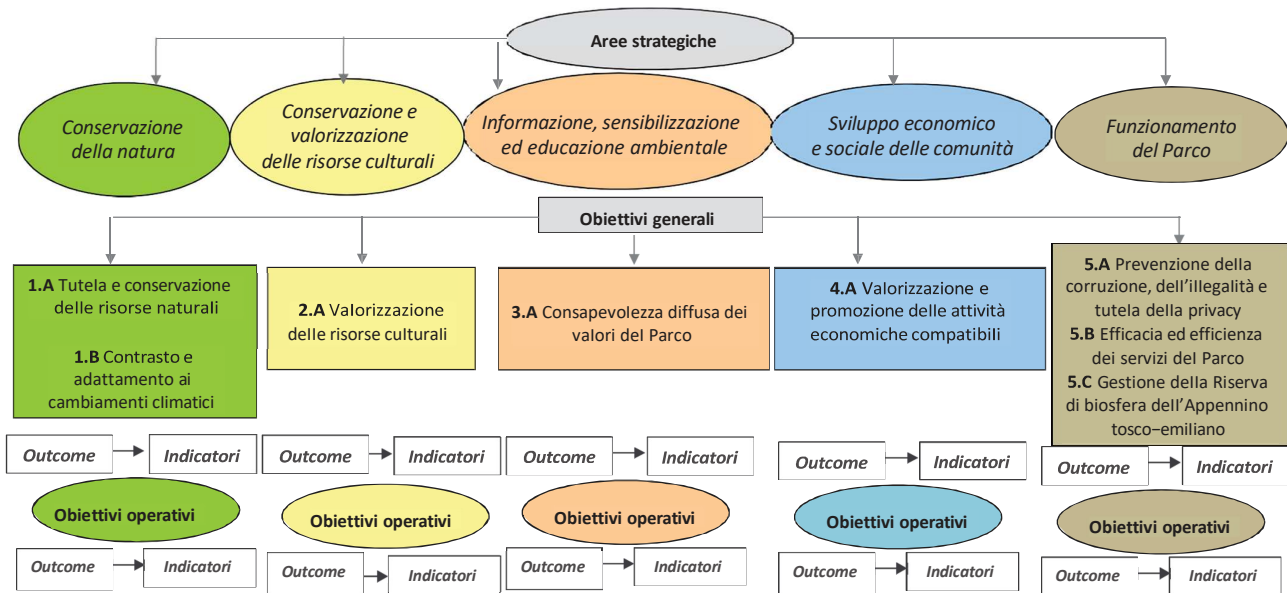 Aree strategiche
Conservazione
della natura
Conservazione e
valorizzazione
delle risorse culturali
Informazione, sensibilizzazione
ed educazione ambientale
Sviluppo economico
e sociale delle comunità
Funzionamento
del Parco
Obiettivi generali
1.A Tutela e conservazione
delle risorse naturali
1.B Contrasto e
adattamento ai
cambiamenti climatici
2.A Valorizzazione
delle risorse culturali
3.A Consapevolezza diffusa dei
valori del Parco
4.A Valorizzazione e
promozione delle attività
economiche compatibili
5.A Prevenzione della
corruzione, dell'illegalità e
tutela della privacy
5.B Efficacia ed efficienza
dei servizi del Parco
5.C Gestione della Riserva
di biosfera dell'Appennino
tosco–emiliano
Outcome
Indicatori
Outcome
Indicatori
Outcome
Indicatori
Outcome
Indicatori
Outcome
Indicatori
Obiettivi operativi
Obiettivi operativi
Obiettivi operativi
Obiettivi operativi
Obiettivi operativi
Outcome
Indicatori
Outcome
Indicatori
Outcome
Indicatori
Outcome
Indicatori
Outcome
Indicatori